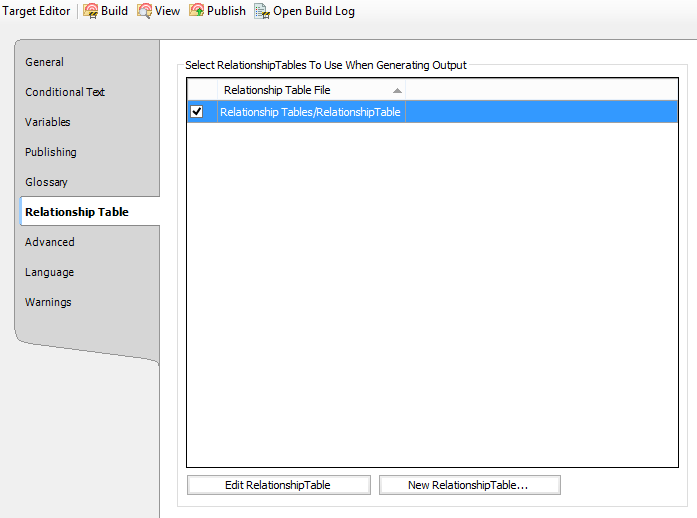 Target Editor Build View Publish Open Build Log
General
Conditional Text
Variables
Publishing
Glossary
Relationship Table
Advanced
Language
Warnings
Select RelationshipTables To Use When Generating Output
Relationship Table File
Relationship Tables/RelationshipTable
Edit RelationshipTable New RelationshipTable...